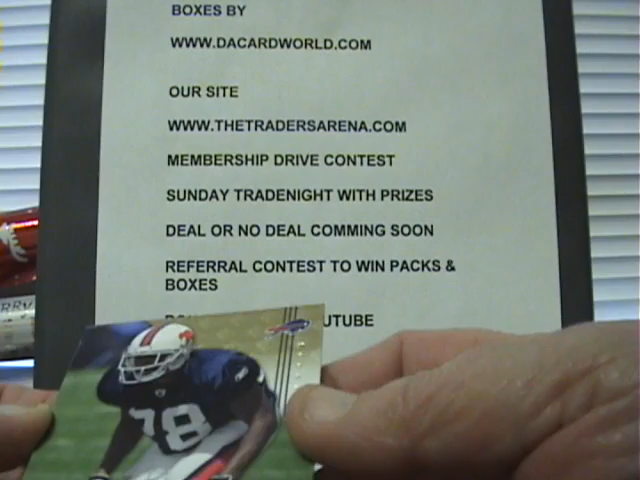 BOXES BY
WWW.DACARDWORLD.COM
OUR SITE
WWW.THETRADERSARENA.COM
MEMBERSHIP DRIVE CONTEST
SUNDAY TRADENIGHT WITH PRIZES
DEAL OR NO DEAL COMMING SOON
REFERRAL CONTEST TO WIN PACKS &
BOXES
UTUBE
78